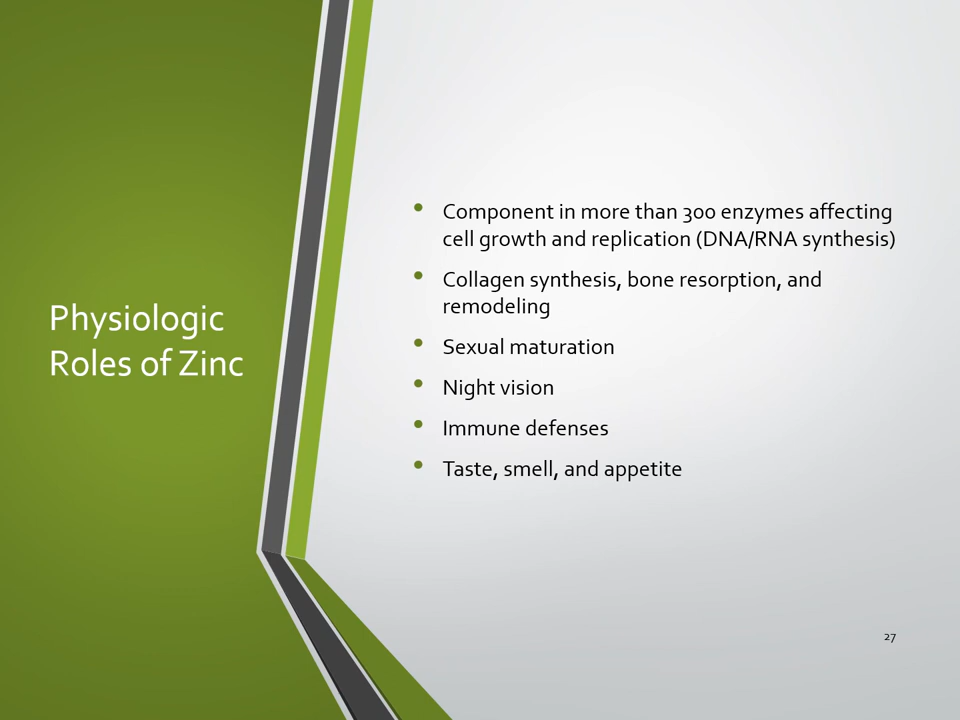 Physiologic
Roles of Zinc
• Component in more than 300 enzymes affecting
cell growth and replication (DNA/RNA synthesis)
• Collagen synthesis, bone resorption, and
remodeling
• Sexual maturation
• Night vision
• Immune defenses
• Taste, smell, and appetite
27